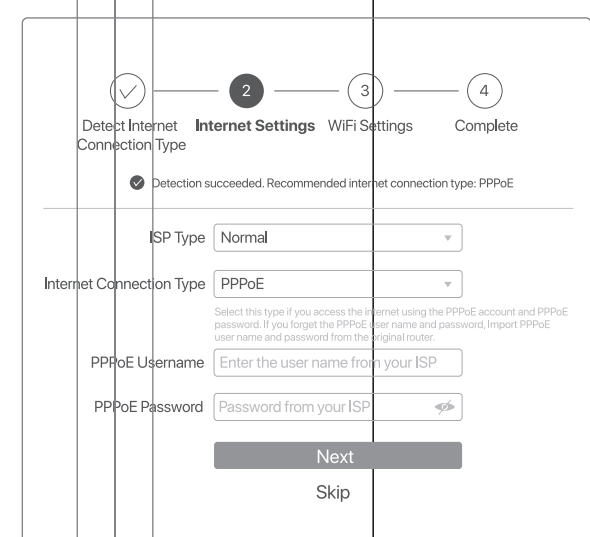 2
3
4
Detect Internet
Connection Type
Internet Settings
WiFi Settings
Complete
Detection succeeded. Recommended internet connection type: PPPoE
ISP Type
Normal
Internet Connection Type
PPPoE
Select this type if you access the internet using the PPPoE account and PPPoE
password. If you forget the PPPoE user name and password, Import PPPoE
user name and password from the original router.
PPPoE Username
Enter the user name from your ISP
PPPoE Password
Password from your ISP
Next
Skip